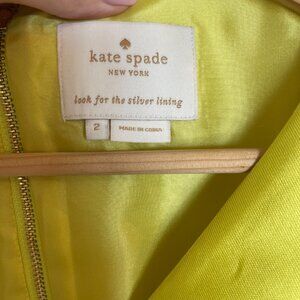 kate spade
NEW YORK
look for the silver lining
2
MADE IN CHINA